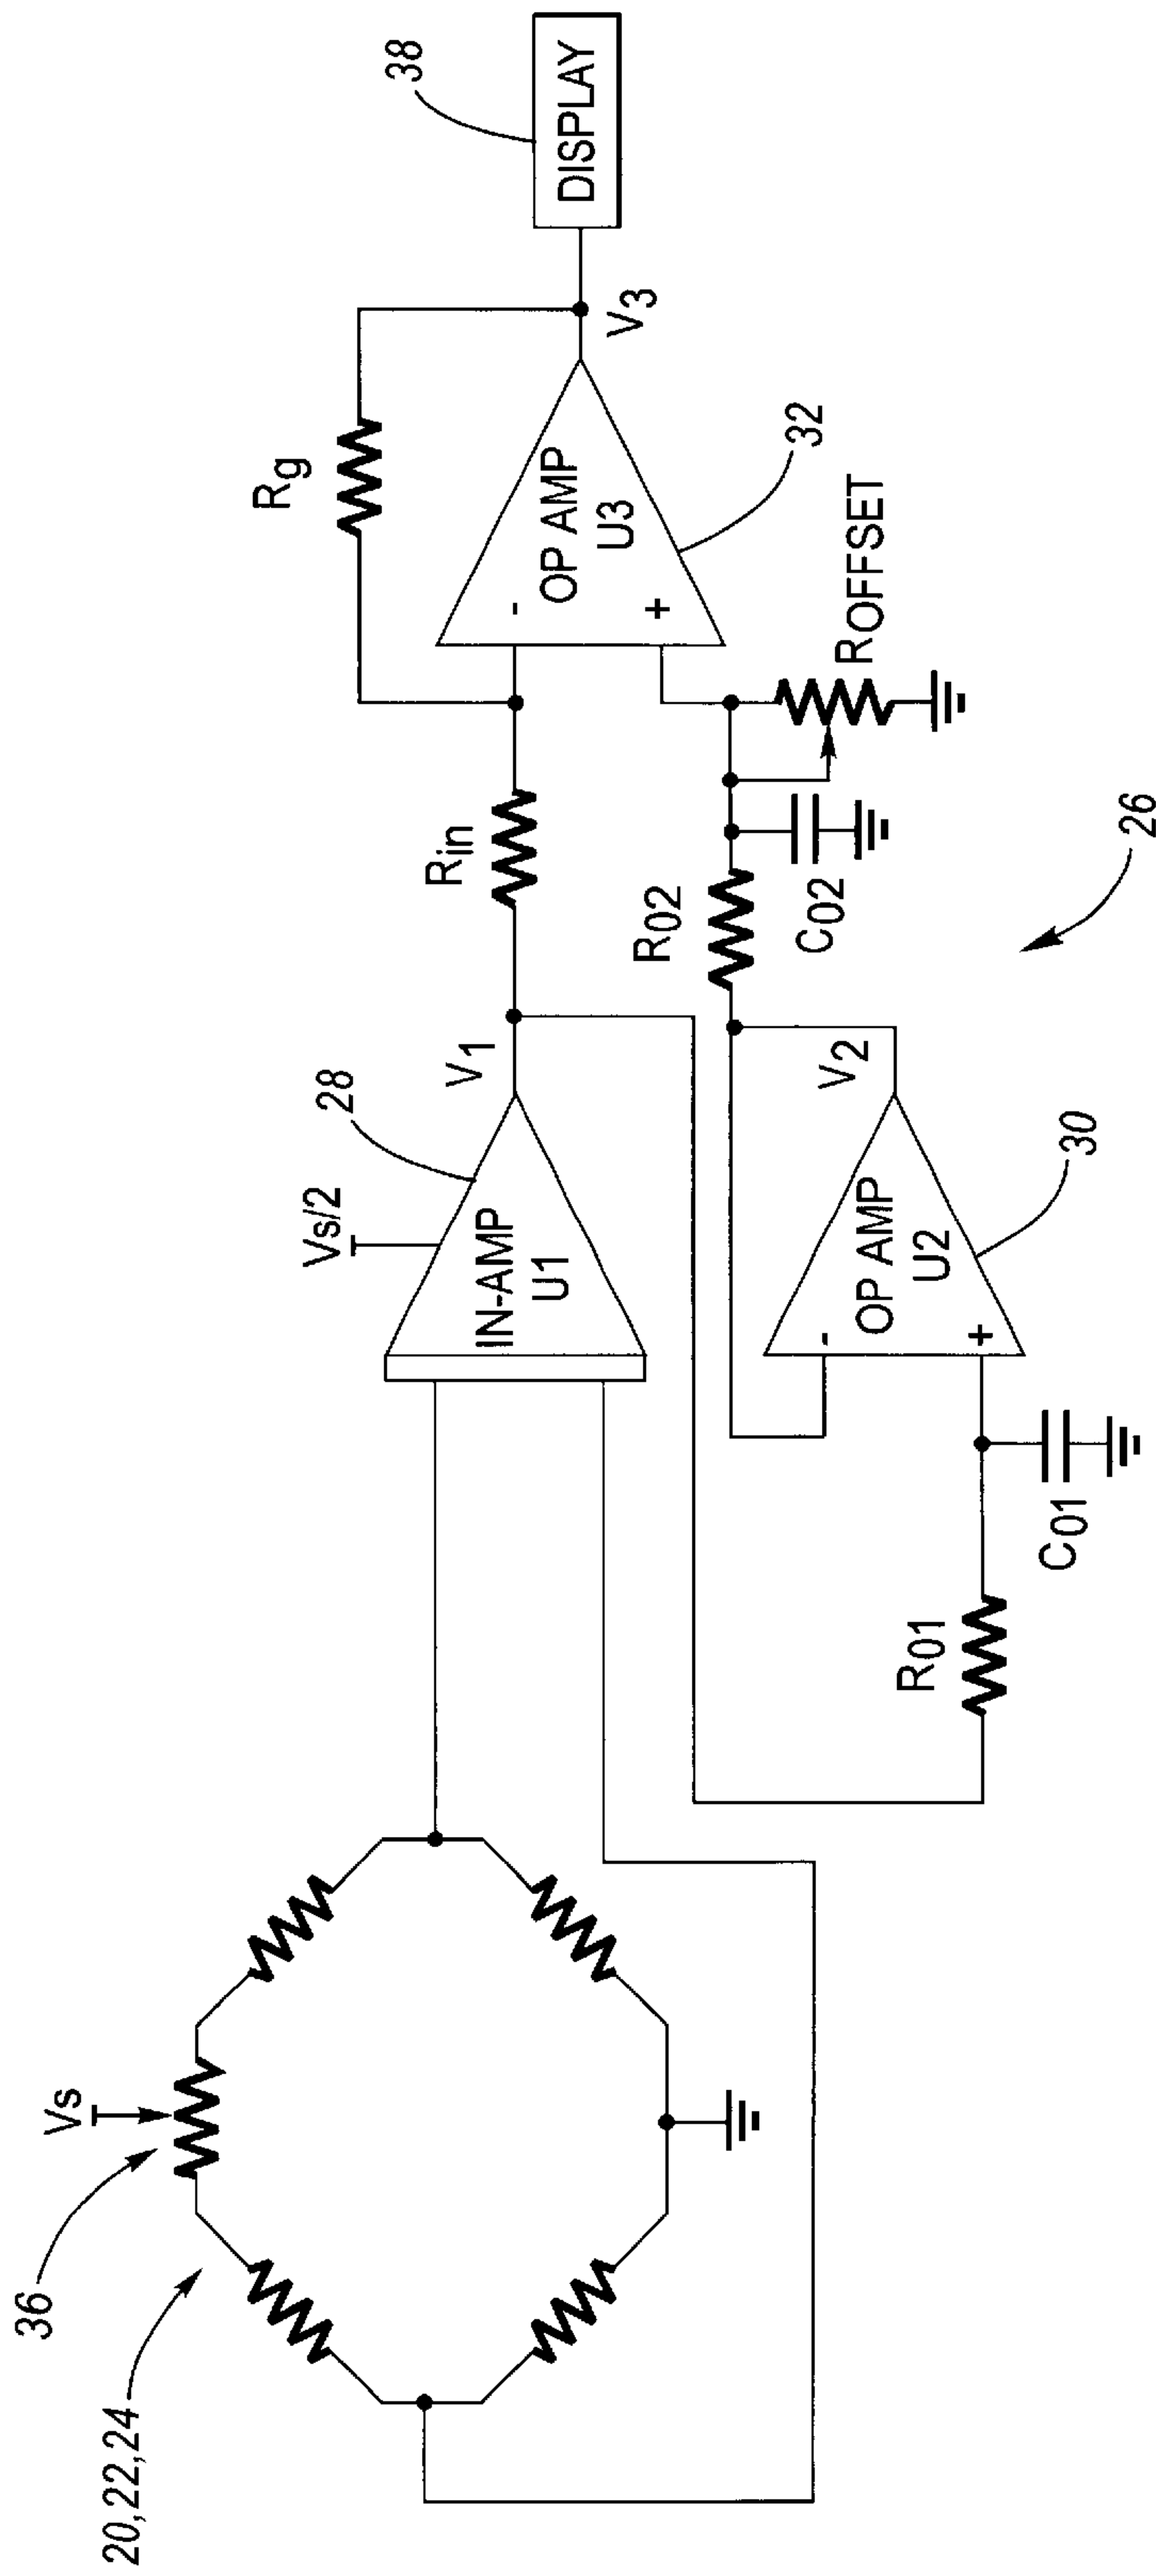 20,22,24
36
Vs
Vs/2
28
IN-AMP
U1
V1
Rin
Rg
OP AMP
U3
-
+
V3
38
DISPLAY
32
R01
C01
OP AMP
U2
-
+
30
V2
R02
C02
ROFFSET
26